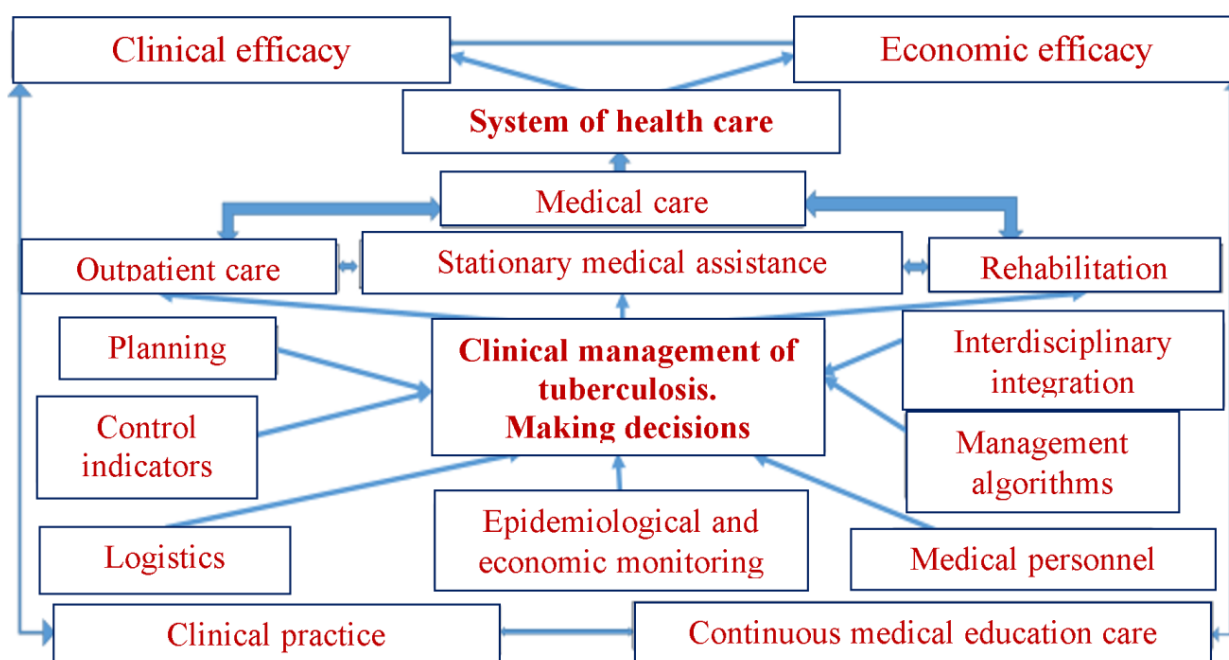 Clinical efficacy
Economic efficacy
System of health care
Medical care
Outpatient care
Stationary medical assistance
Rehabilitation
Planning
Clinical management of
tuberculosis.
Making decisions
Interdisciplinary
integration
Control
indicators
Management
algorithms
Logistics
Epidemiological and
economic monitoring
Medical personnel
Clinical practice
Continuous medical education care